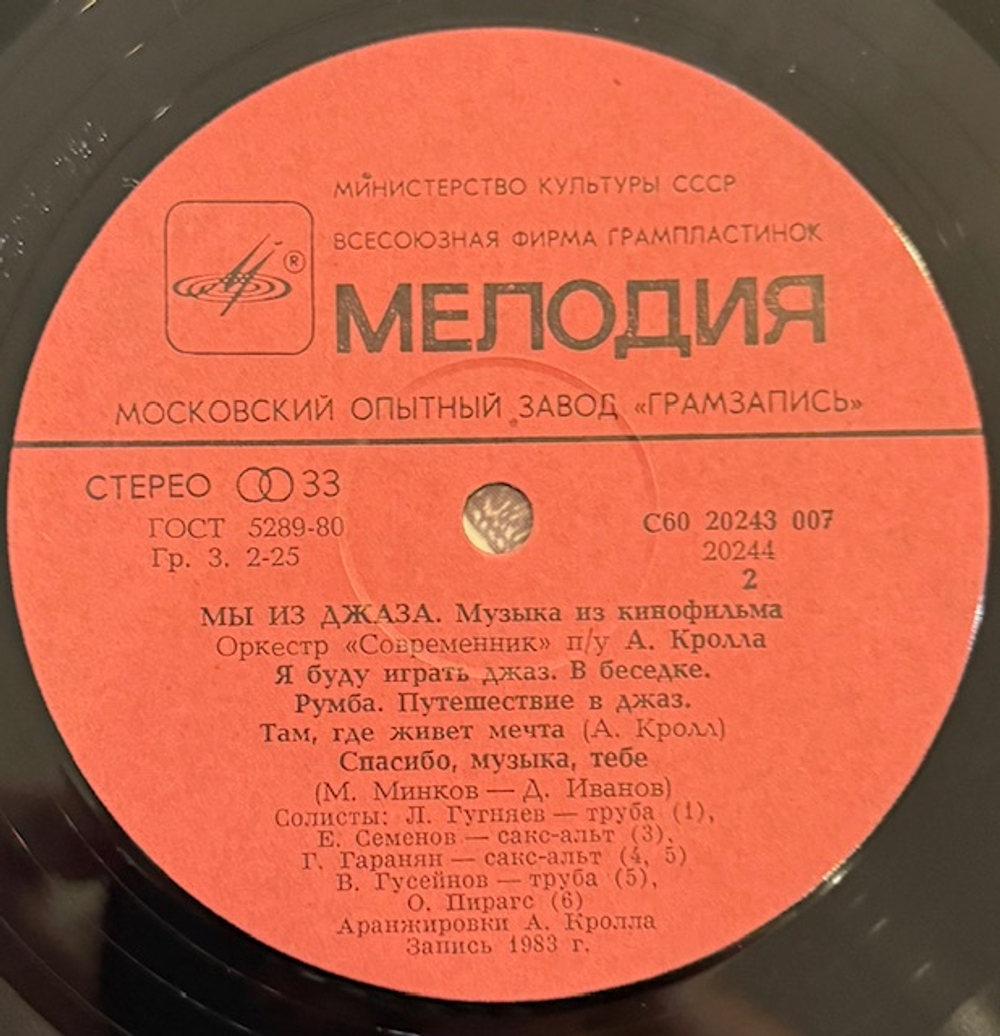 МИНИСТЕРСТВО КУЛЬТУРЫ СССР
ВСЕСОЮЗНАЯ ФИРМА ГРАМПЛАСТИНОК
®
МЕЛОДИЯ
МОСКОВСКИЙ ОПЫТНЫЙ ЗАВОД «ГРАМЗАПИСЬ»
СТЕРЕО 33
ГОСТ 5289-80
Гр. 3. 2-25
С60 20243 007
20244
2
МЫ ИЗ ДЖАЗА. Музыка из кинофильма
Оркестр «Современник» п/у А. Кролла
Я буду играть джаз. В беседке.
Румба. Путешествие в джаз.
Там, где живет мечта (А. Кролл)
Спасибо, музыка, тебе
(М. Минков — Д. Иванов)
Солисты: Л. Гугняев — труба (1),
Е. Семенов — сакс-альт (3),
Г. Гаранян — сакс-альт (4, 5)
В. Гусейнов — труба (5),
О. Пирагс (6)
Аранжировки А. Кролла
Запись 1983 г.